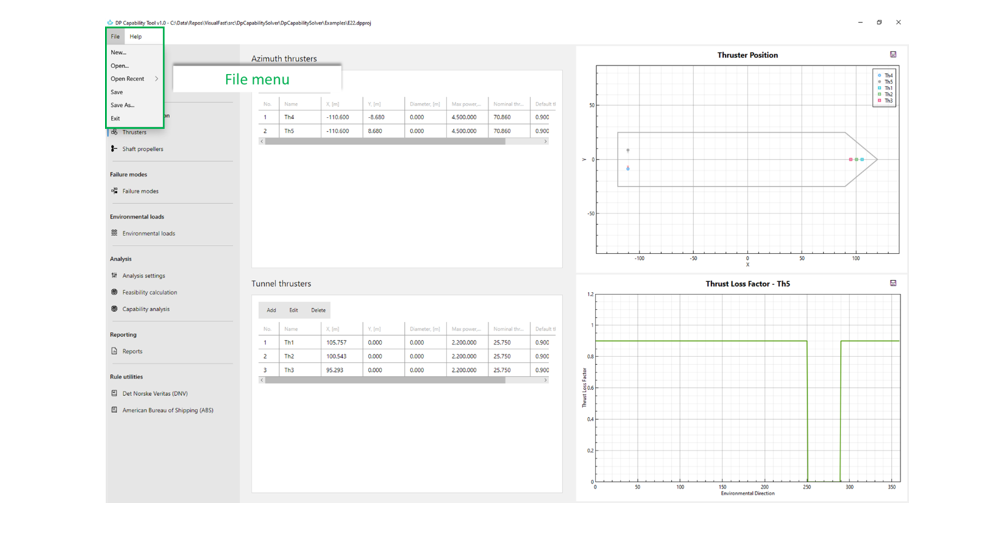 DP Capability Tool v1.0 - C:\Data\Repos\VisualFast\src\DpCapabilitySolver\DpCapabilitySolver\Examples\E22.dpproj
File Help
New...
Open...
Open Recent
Save
Save As...
Exit
File menu
Thrusters
Shaft propellers
Failure modes
Failure modes
Environmental loads
Environmental loads
Analysis
Analysis settings
Feasibility calculation
Capability analysis
Reporting
Reports
Rule utilities
Det Norske Veritas (DNV)
American Bureau of Shipping (ABS)
Azimuth thrusters
No. Name X, [m] Y, [m] Diameter, [m] Max power,... Nominal thr... Default th
1 Th4 -110.600 -8.680 0.000 4,500.000 70.860 0.900
2 Th5 -110.600 8.680 0.000 4,500.000 70.860 0.900
Tunnel thrusters
Add Edit Delete
No. Name X, [m] Y, [m] Diameter, [m] Max power,... Nominal thr... Default th
1 Th1 105.757 0.000 0.000 2,200.000 25.750 0.900
2 Th2 100.543 0.000 0.000 2,200.000 25.750 0.900
3 Th3 95.293 0.000 0.000 2,200.000 25.750 0.900
Thruster Position
Th4
Th5
Th1
Th2
Th3
50
0
-50
Y
-100 -50 0 50 100
X
Thrust Loss Factor - Th5
1,2
1
0,8
0,6
0,4
0,2
0
Thrust Loss Factor
0 50 100 150 200 250 300 350
Environmental Direction